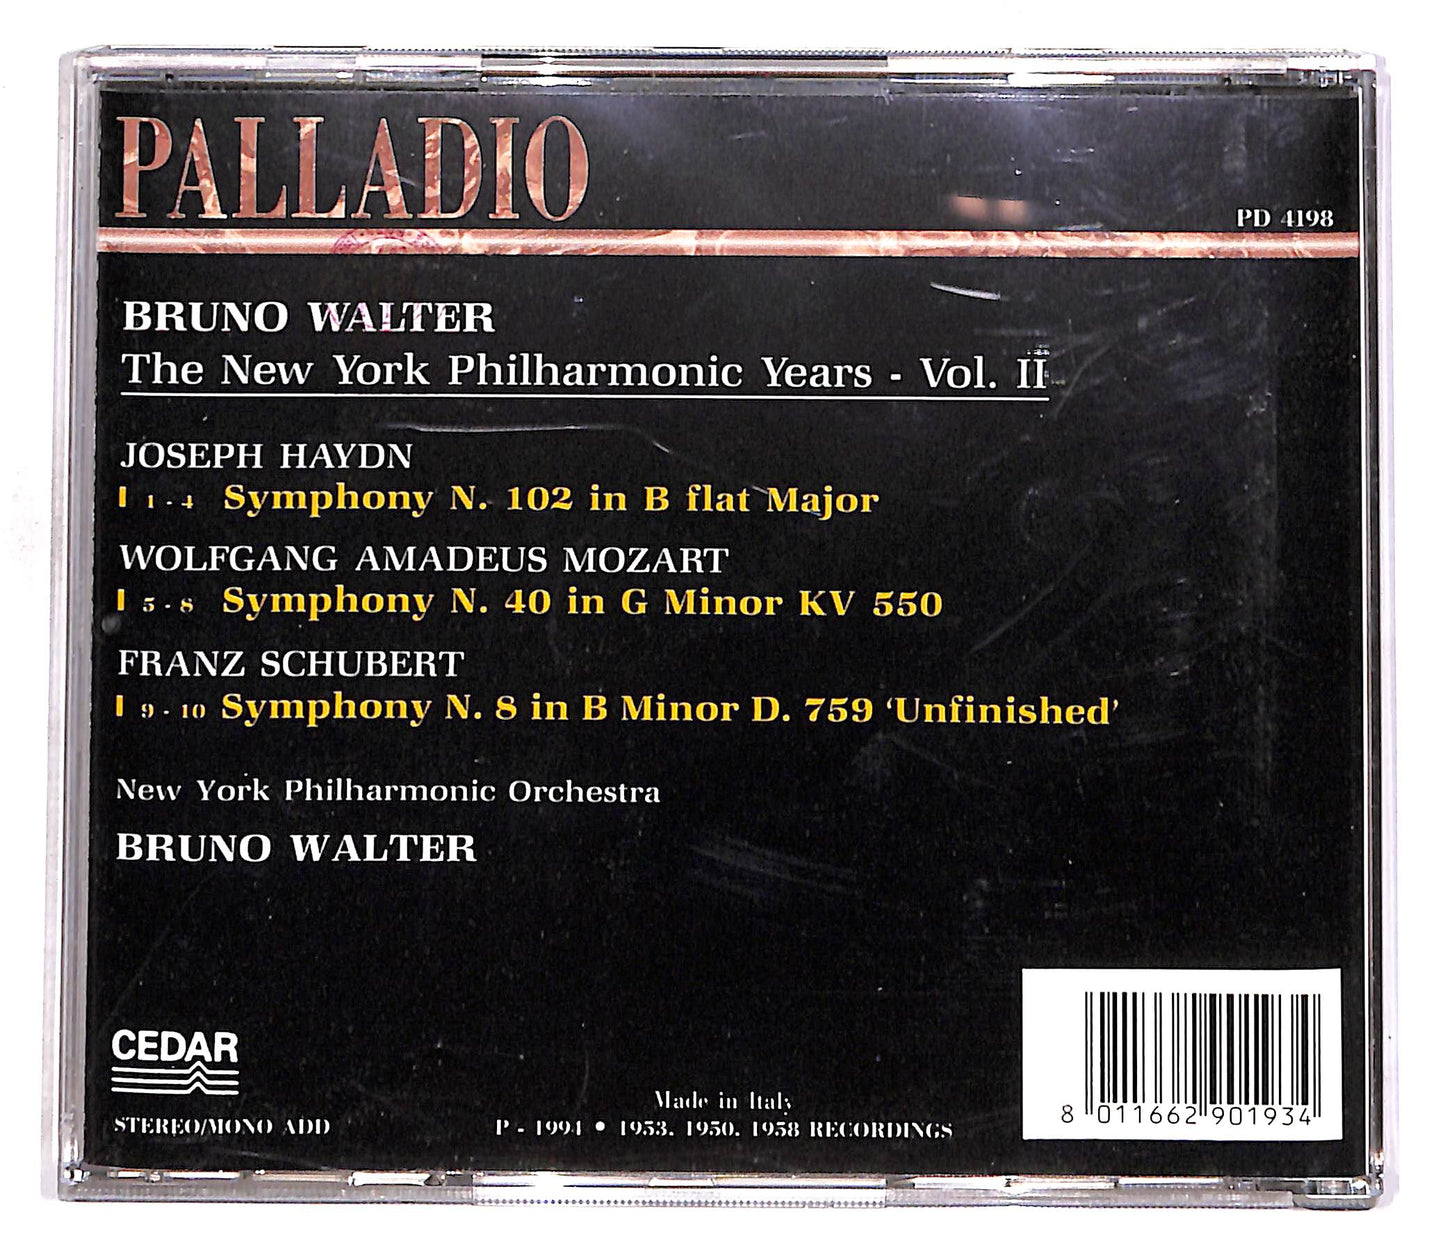 PALLADIO
PD 4198
BRUNO WALTER
The New York Philharmonic Years - Vol. II
JOSEPH HAYDN
1 - 4 Symphony N. 102 in B flat Major
WOLFGANG AMADEUS MOZART
5 - 8 Symphony N. 40 in G Minor KV 550
FRANZ SCHUBERT
9 - 10 Symphony N. 8 in B Minor D. 759 ‘Unfinished’
New York Philharmonic Orchestra
BRUNO WALTER
CEDAR
STEREO/MONO ADD
Made in Italy
P - 1994 • 1953, 1950, 1958 RECORDINGS
8 011662 901934